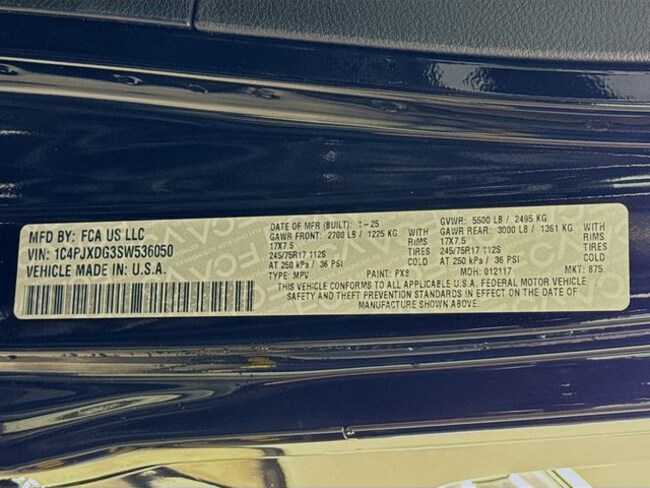 MFD BY: FCA US LLC
VIN: 1C4PJXDG3SW536050
VEHICLE MADE IN: U.S.A.
DATE OF MFR (BUILT): 1-25 GVWR: 5500 LB / 2495 KG
GAWR FRONT: 2700 LB / 1225 KG WITH GAWR REAR: 3000 LB / 1361 KG WITH
17X7.5 RIMS 17X7.5 RIMS
245/75R17 112S TIRES 245/75R17 112S TIRES
AT 250 kPa / 36 PSI COLD AT 250 kPa / 36 PSI COLD
TYPE: MPV PAINT: PX8 MDH: 012117 MKT: 875
THIS VEHICLE CONFORMS TO ALL APPLICABLE U.S.A. FEDERAL MOTOR VEHICLE
SAFETY AND THEFT PREVENTION STANDARDS IN EFFECT ON THE DATE OF
MANUFACTURE SHOWN ABOVE.